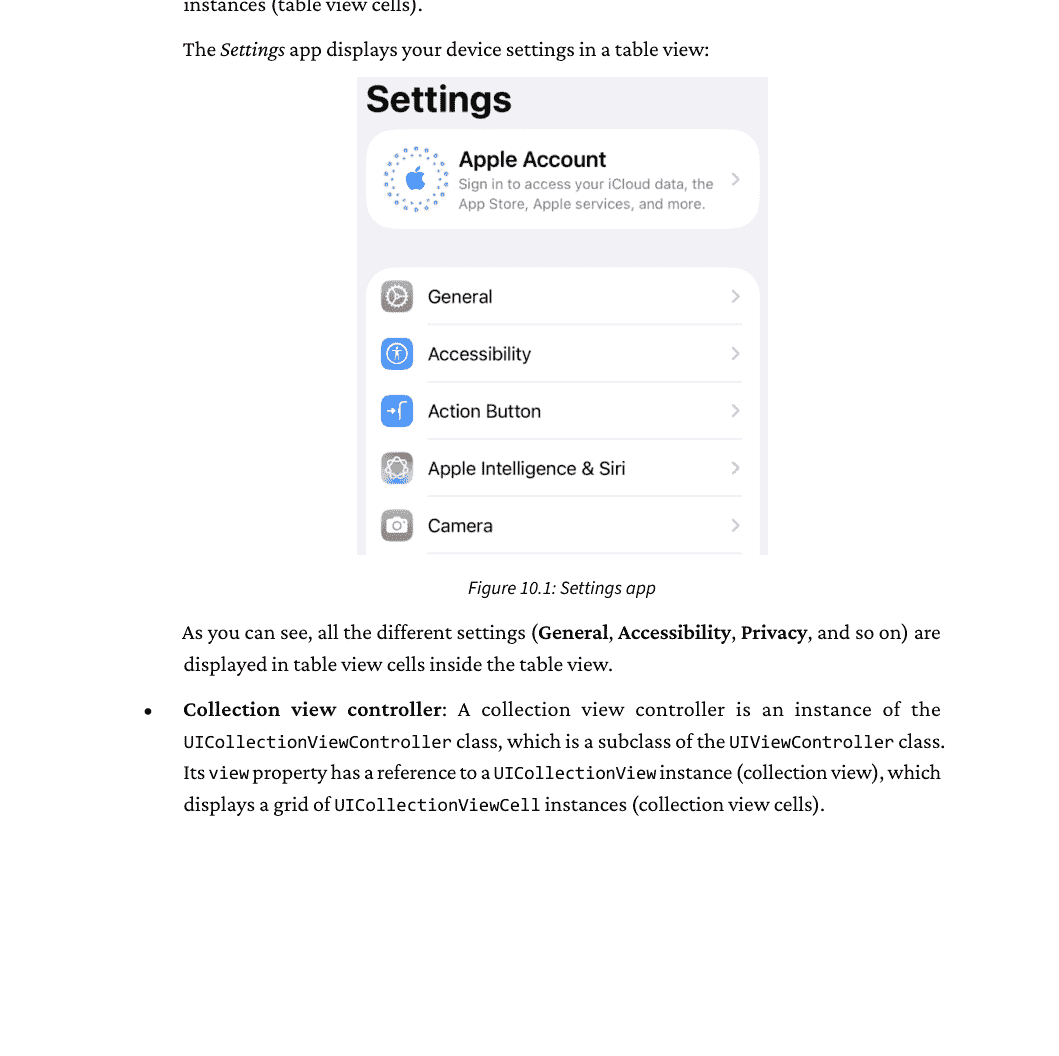 instances (table view cells).
The Settings app displays your device settings in a table view:
Settings
Apple Account
Sign in to access your iCloud data, the
App Store, Apple services, and more.
General
Accessibility
Action Button
Apple Intelligence & Siri
Camera
Figure 10.1: Settings app
As you can see, all the different settings (General, Accessibility, Privacy, and so on) are
displayed in table view cells inside the table view.
• Collection view controller: A collection view controller is an instance of the
UICollectionViewController class, which is a subclass of the UIViewController class.
Its view property has a reference to a UICollectionView instance (collection view), which
displays a grid of UICollectionViewCell instances (collection view cells).